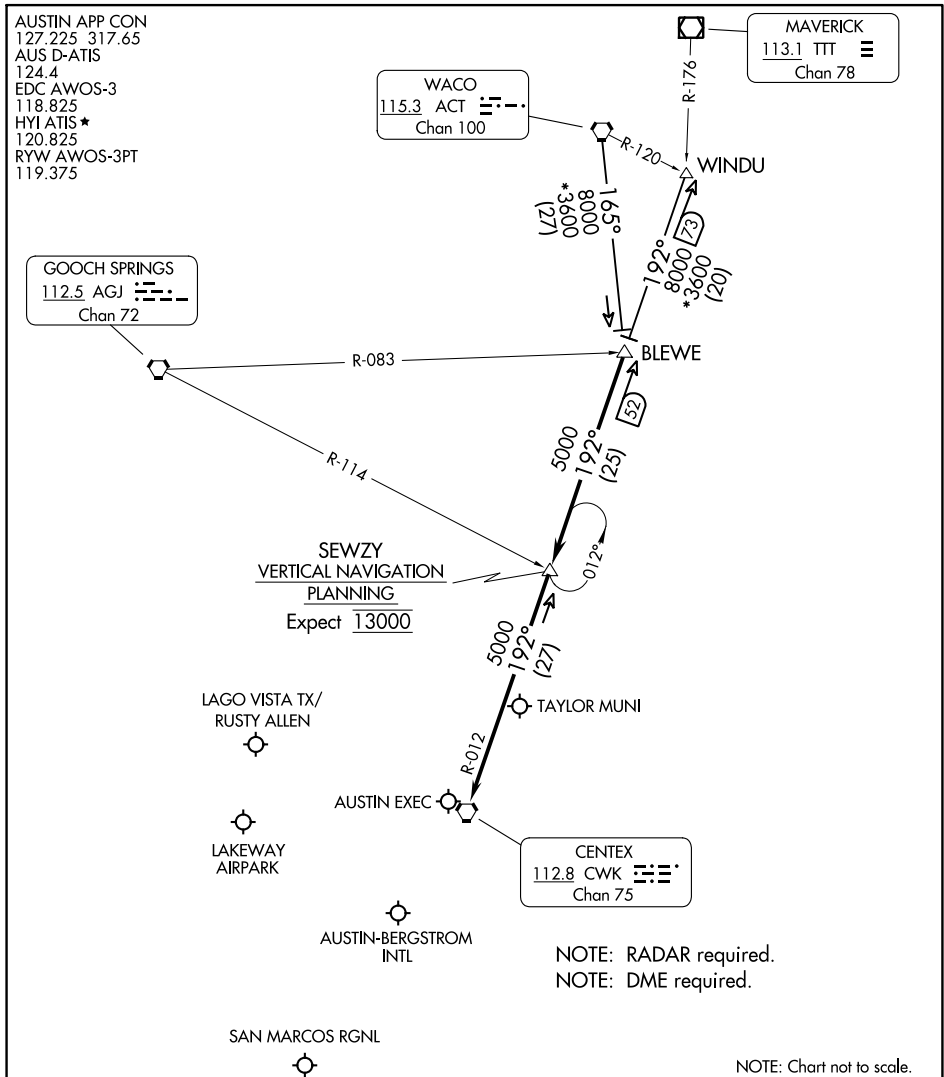 AUSTIN APP CON
127.225 317.65
AUS D-ATIS
124.4
EDC AWOS-3
118.825
HYI ATIS ★
120.825
RYW AWOS-3PT
119.375
MAVERICK
113.1 TTT
Chan 78
R-176
WACO
115.3 ACT
Chan 100
R-120
WINDU
165°
8000
*3600
(27)
73
192°
8000
*3600
(20)
GOOCH SPRINGS
112.5 AGJ
Chan 72
R-083
BLEWE
52
5000
192°
(25)
R-114
012°
SEWZY
VERTICAL NAVIGATION
PLANNING
Expect 13000
5000
192°
(27)
LAGO VISTA TX/
RUSTY ALLEN
TAYLOR MUNI
R-012
AUSTIN EXEC
LAKEWAY
AIRPARK
CENTEX
112.8 CWK
Chan 75
AUSTIN-BERGSTROM
INTL
NOTE: RADAR required.
NOTE: DME required.
SAN MARCOS RGNL
NOTE: Chart not to scale.